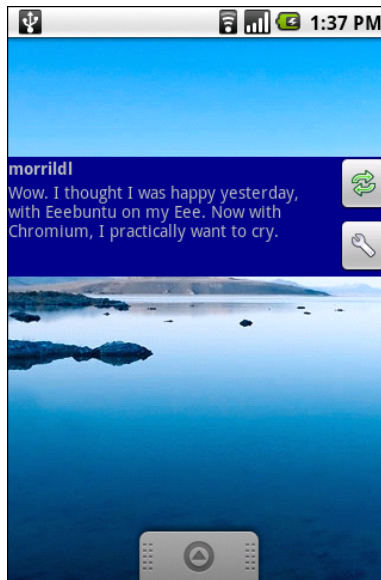 1:37 PM
morrildl
Wow. I thought I was happy yesterday,
with Eeebuntu on my Eee. Now with
Chromium, I practically want to cry.